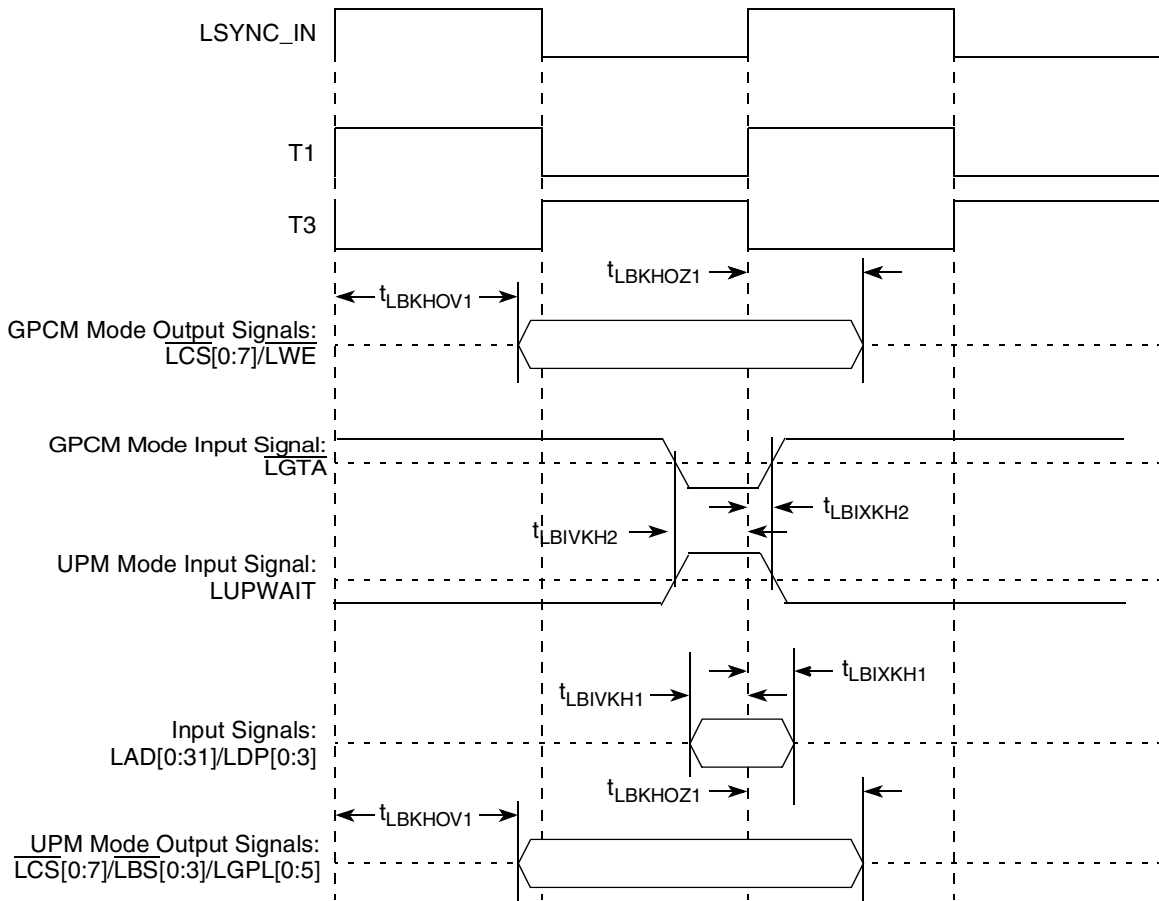 LSYNC_IN
T1
T3
tLBKHOZ1
tLBKHOV1
GPCM Mode Output Signals:
LCS[0:7]/LWE
GPCM Mode Input Signal:
LGTA
tLBIXKH2
tLBIVKH2
UPM Mode Input Signal:
LUPWAIT
tLBIXKH1
tLBIVKH1
Input Signals:
LAD[0:31]/LDP[0:3]
tLBKHOZ1
tLBKHOV1
UPM Mode Output Signals:
LCS[0:7]/LBS[0:3]/LGPL[0:5]